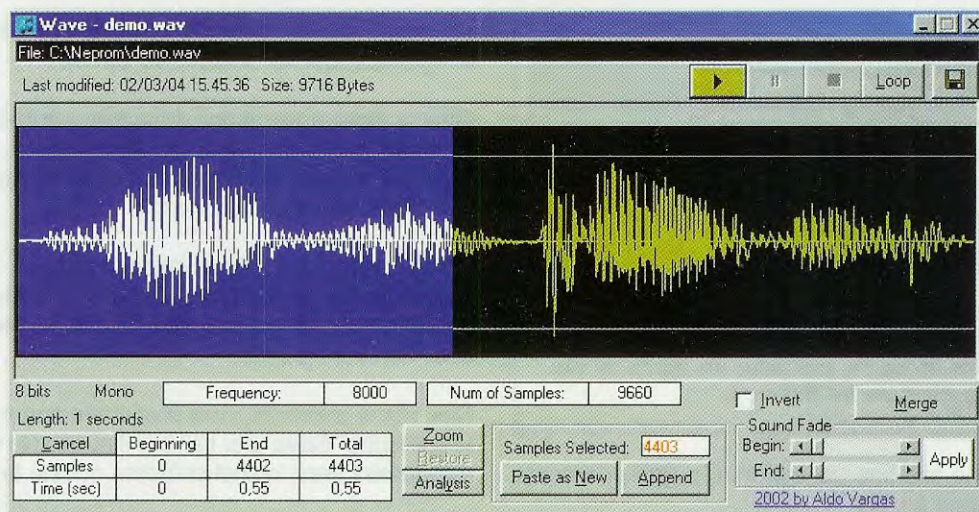 Wave - demo.wav
File: C:\Neprom\demo.wav
Last modified: 02/03/04 15.45.36 Size: 9716 Bytes
Loop
8 bits Mono Frequency: 8000 Num of Samples: 9660
Invert Merge
Length: 1 seconds
Cancel Beginning End Total
Samples 0 4402 4403
Time (sec) 0 0,55 0,55
Zoom
Restore
Analysis
Samples Selected: 4403
Paste as New Append
Sound Fade
Begin:
End:
Apply
2002 by Aldo Vargas